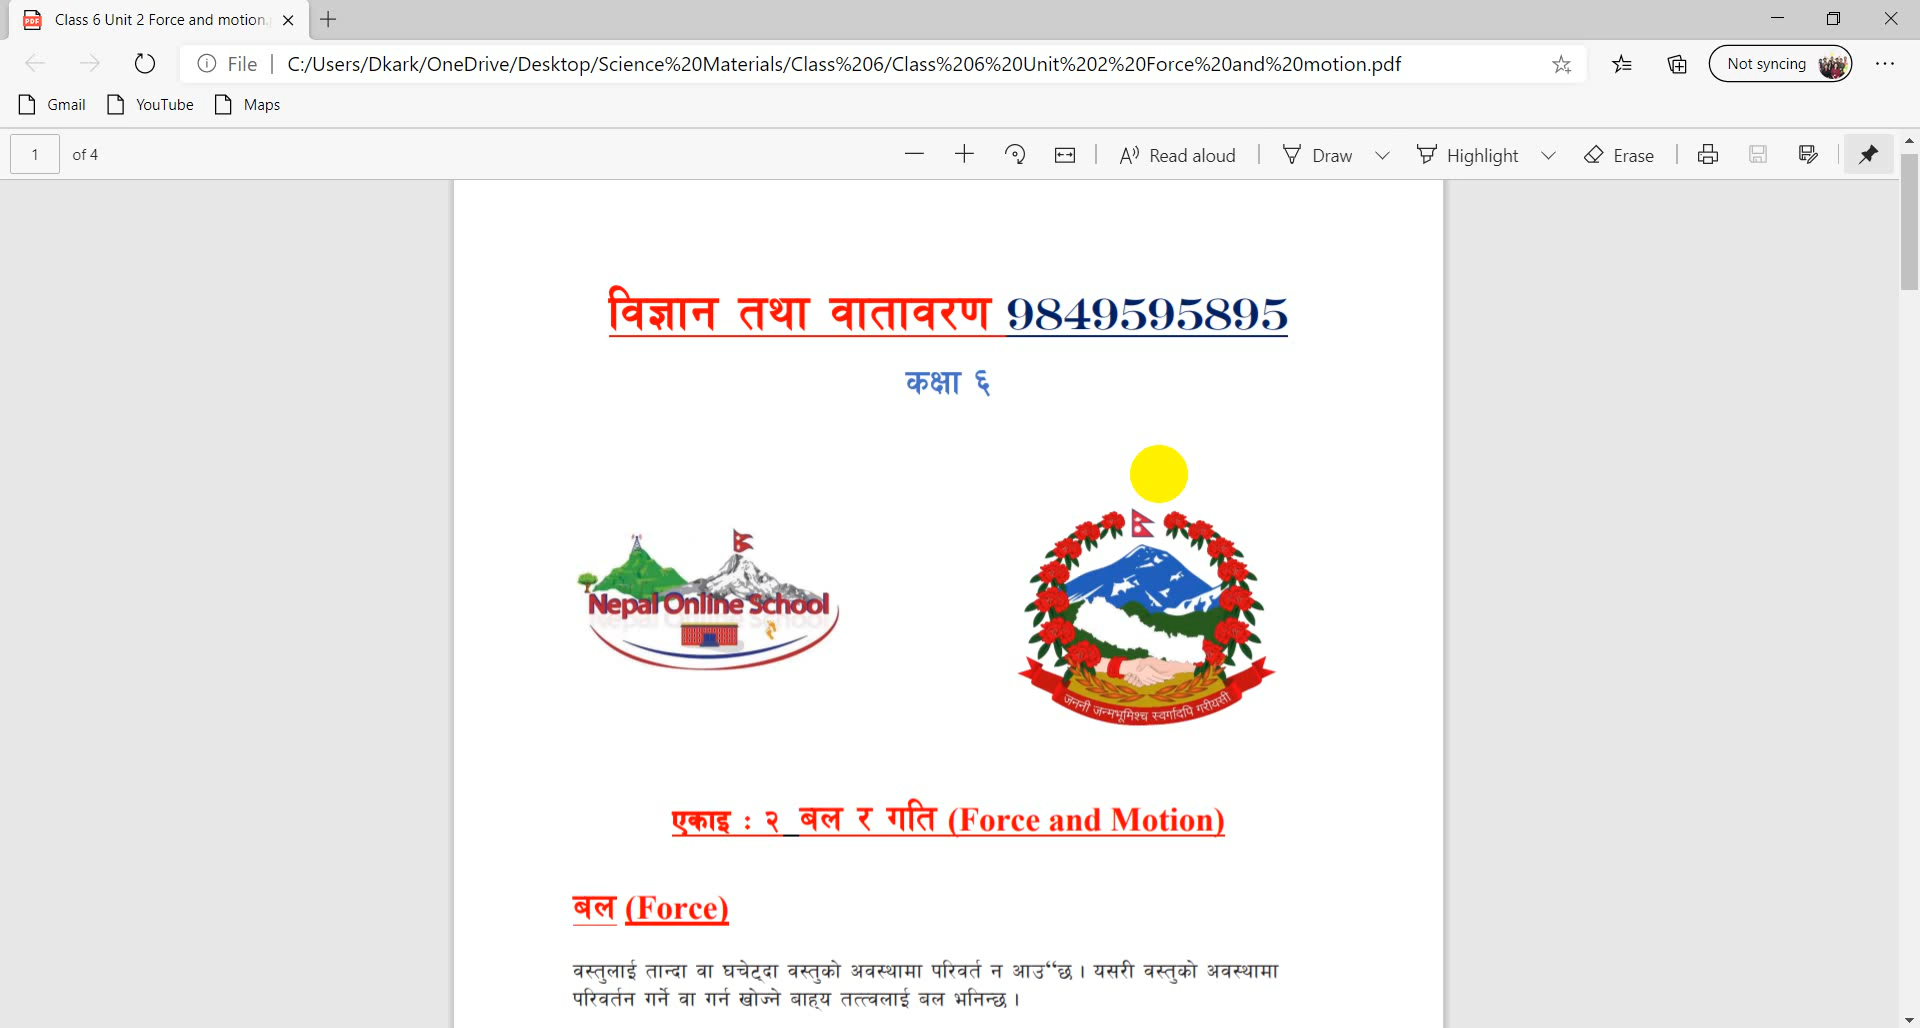 Class 6 Unit 2 Force and motion.
File
C:/Users/Dkark/OneDrive/Desktop/Science%20Materials/Class%206/Class%206%20Unit%202%20Force%20and%20motion.pdf
Not syncing
Gmail
YouTube
Maps
1
of 4
Read aloud
Draw
Highlight
Erase
विज्ञान तथा वातावरण 9849595895
कक्षा ६
Nepal Online School
जननी जन्मभूमिश्च स्वर्गादपि गरीयसी
एकाइ : २ बल र गति (Force and Motion)
बल (Force)
वस्तुलाई तान्दा वा घचेट्दा वस्तुको अवस्थामा परिवर्त न आउ“छ । यसरी वस्तुको अवस्थामा
परिवर्तन गर्ने वा गर्न खोज्ने बाह्य तत्त्वलाई बल भनिन्छ ।